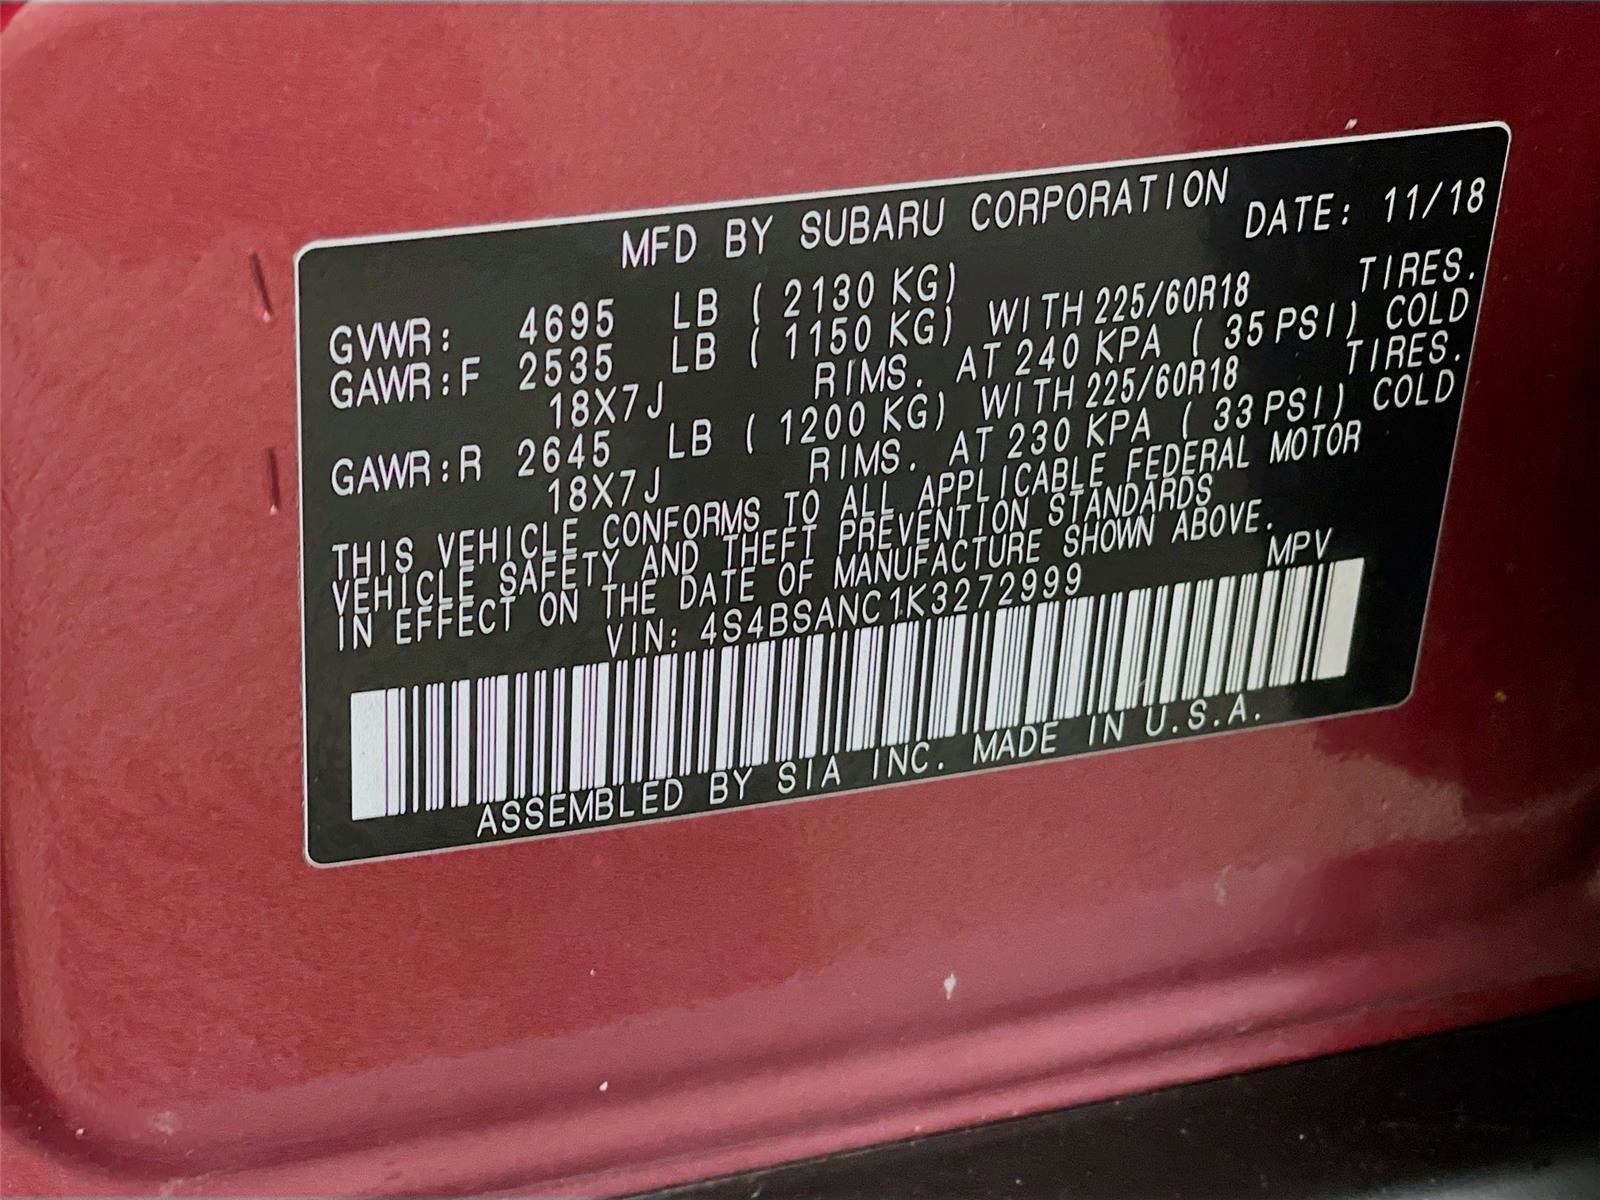 MFD BY SUBARU CORPORATION DATE: 11/18
GVWR: 4695 LB ( 2130 KG)
GAWR:F 2535 LB ( 1150 KG) WITH 225/60R18 TIRES.
18X7J RIMS. AT 240 KPA ( 35 PSI) COLD
GAWR:R 2645 LB ( 1200 KG) WITH 225/60R18 TIRES.
18X7J RIMS. AT 230 KPA ( 33 PSI) COLD
THIS VEHICLE CONFORMS TO ALL APPLICABLE FEDERAL MOTOR
VEHICLE SAFETY AND THEFT PREVENTION STANDARDS
IN EFFECT ON THE DATE OF MANUFACTURE SHOWN ABOVE.
VIN: 4S4BSANC1K3272999 MPV
ASSEMBLED BY SIA INC. MADE IN U.S.A.